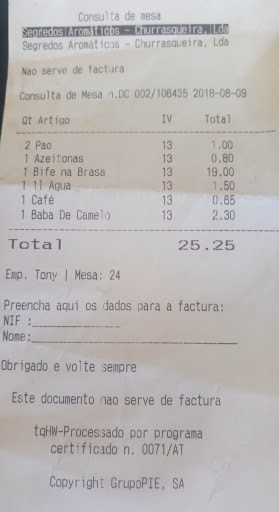 Consulta de mesa
Segredos Aromáticos - Churrasqueira, Lda
Segredos Aromáticos - Churrasqueira, Lda
Nao serve de factura
Consulta de Mesa n.DC 002/106435 2018-08-09
Qt Artigo IV Total
2 Pao 13 1.00
1 Azeitonas 13 0.80
1 Bife na Brasa 13 19.00
1 1l Agua 13 1.50
1 Café 13 0.65
1 Baba De Camelo 13 2.30
Total 25.25
Emp. Tony | Mesa: 24
Preencha aqui os dados para a factura:
NIF :
Nome:
Obrigado e volte sempre
Este documento nao serve de factura
tqHW-Processado por programa
certificado n. 0071/AT
Copyright GrupoPIE, SA